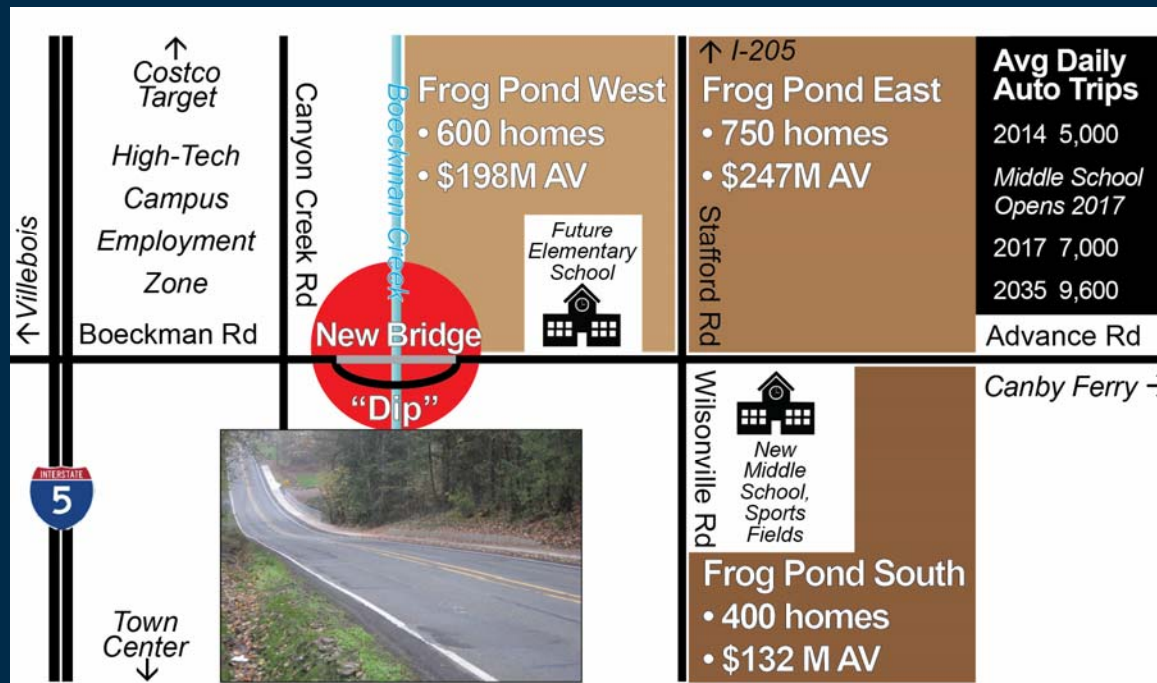 ↑ Villebois
↑
Costco
Target
High-Tech
Campus
Employment
Zone
Boeckman Rd
Canyon Creek Rd
Boeckman Creek
Frog Pond West
• 600 homes
• $198M AV
Future
Elementary
School
↑ I-205
Frog Pond East
• 750 homes
• $247M AV
Stafford Rd
Avg Daily
Auto Trips
2014 5,000
Middle School
Opens 2017
2017 7,000
2035 9,600
Advance Rd
New Bridge
“Dip”
INTERSTATE
5
Town
Center
↓
Wilsonville Rd
New
Middle
School,
Sports
Fields
Canby Ferry →
Frog Pond South
• 400 homes
• $132 M AV